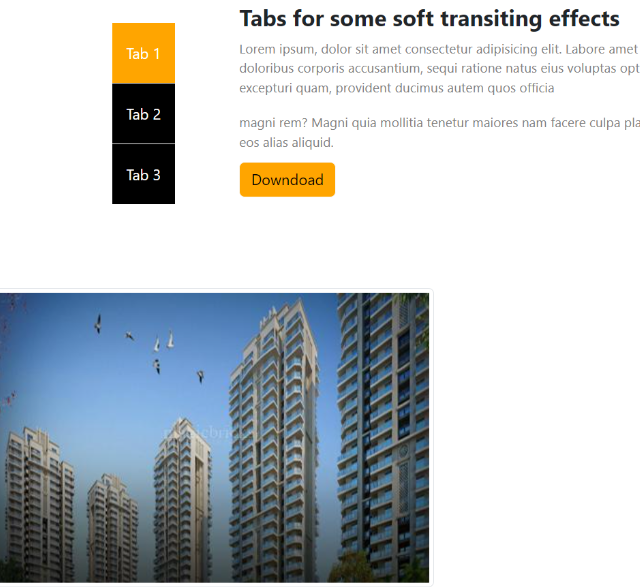 Tabs for some soft transiting effects
Tab 1
Lorem ipsum, dolor sit amet consectetur adipisicing elit. Labore amet
doloribus corporis accusantium, sequi ratione natus eius voluptas opt
excepturi quam, provident ducimus autem quos officia
Tab 2
magni rem? Magni quia mollitia tenetur maiores nam facere culpa pla
eos alias aliquid.
Tab 3
Downdoad